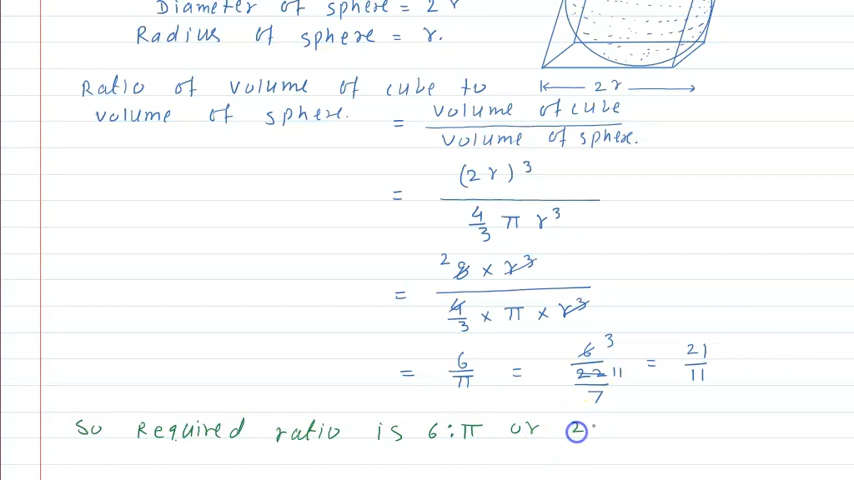 Diameter of sphere = 2r
Radius of sphere = r.
Ratio of volume of cube to
volume of sphere. = volume of cube / volume of sphere.
2r
= (2r)³ / 4/3 π r³
= ² 8 × r³ / 4/3 × π × r³
= 6/π = 6 ³ / 22 11 / 7 = 21/11
So Required ratio is 6:π or 2